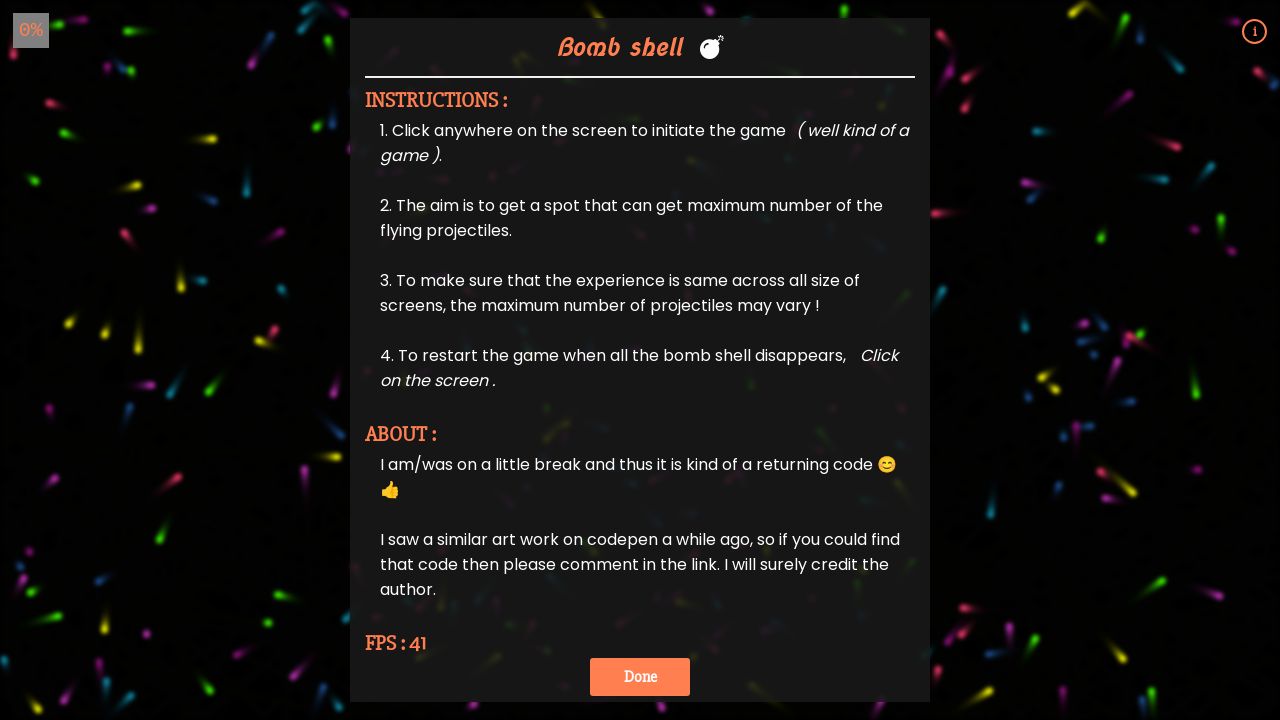 0%
i
Bomb shell 💣
INSTRUCTIONS :
1. Click anywhere on the screen to initiate the game ( well kind of a
game ).
2. The aim is to get a spot that can get maximum number of the
flying projectiles.
3. To make sure that the experience is same across all size of
screens, the maximum number of projectiles may vary !
4. To restart the game when all the bomb shell disappears, Click
on the screen .
ABOUT :
I am/was on a little break and thus it is kind of a returning code 😊
👍
I saw a similar art work on codepen a while ago, so if you could find
that code then please comment in the link. I will surely credit the
author.
FPS : 41
Done